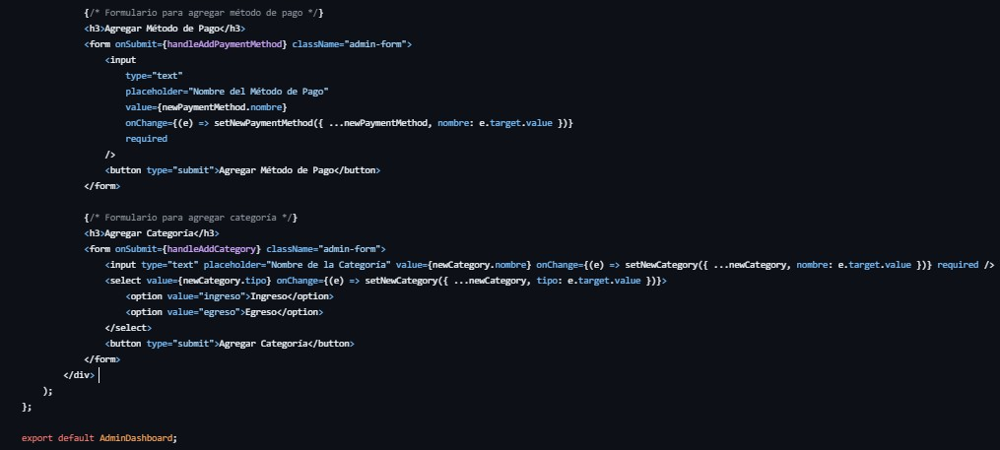 {/* Formulario para agregar método de pago */}
<h3>Agregar Método de Pago</h3>
<form onSubmit={handleAddPaymentMethod} className="admin-form">
<input
type="text"
placeholder="Nombre del Método de Pago"
value={newPaymentMethod.nombre}
onChange={(e) => setNewPaymentMethod({ ...newPaymentMethod, nombre: e.target.value })}
required
/>
<button type="submit">Agregar Método de Pago</button>
</form>
{/* Formulario para agregar categoría */}
<h3>Agregar Categoría</h3>
<form onSubmit={handleAddCategory} className="admin-form">
<input type="text" placeholder="Nombre de la Categoría" value={newCategory.nombre} onChange={(e) => setNewCategory({ ...newCategory, nombre: e.target.value })} required />
<select value={newCategory.tipo} onChange={(e) => setNewCategory({ ...newCategory, tipo: e.target.value })}>
<option value="ingreso">Ingreso</option>
<option value="egreso">Egreso</option>
</select>
<button type="submit">Agregar Categoría</button>
</form>
</div>
);
};
export default AdminDashboard;